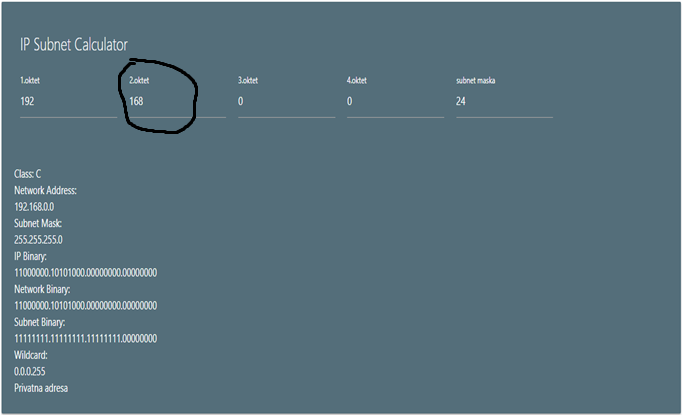 IP Subnet Calculator
1.oktet 2.oktet 3.oktet 4.oktet subnet maska
192 168 0 0 24
Class: C
Network Address:
192.168.0.0
Subnet Mask:
255.255.255.0
IP Binary:
11000000.10101000.00000000.00000000
Network Binary:
11000000.10101000.00000000.00000000
Subnet Binary:
11111111.11111111.11111111.00000000
Wildcard:
0.0.0.255
Privatna adresa